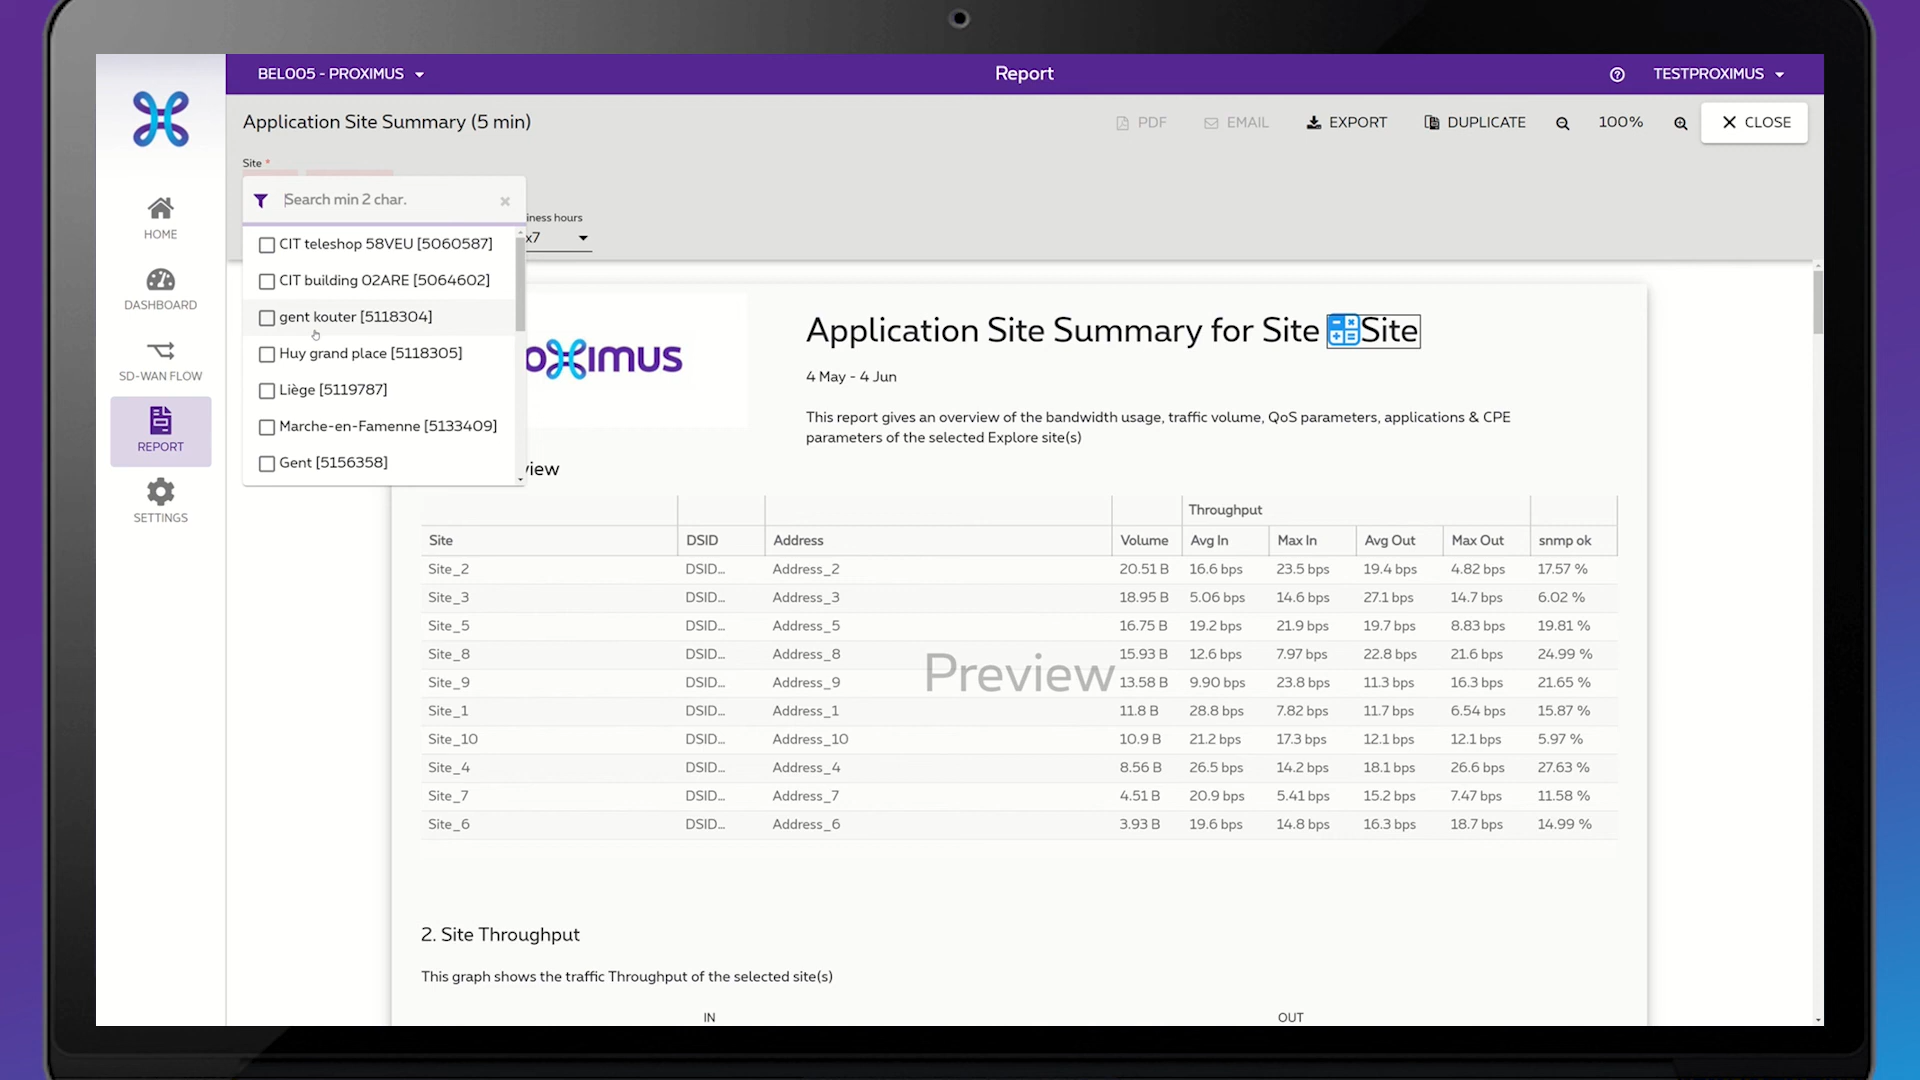 BEL005 - PROXIMUS
Report
TESTPROXIMUS
Application Site Summary (5 min)
PDF
EMAIL
EXPORT
DUPLICATE
100%
CLOSE
Site *
Search min 2 char.
iness hours
x7
HOME
DASHBOARD
SD-WAN FLOW
REPORT
SETTINGS
CIT teleshop 58VEU [5060587]
CIT building 02ARE [5064602]
gent kouter [5118304]
Huy grand place [5118305]
Liège [5119787]
Marche-en-Famenne [5133409]
Gent [5156358]
oximus
Application Site Summary for Site Site
4 May - 4 Jun
This report gives an overview of the bandwidth usage, traffic volume, QoS parameters, applications & CPE
parameters of the selected Explore site(s)
view
Throughput
Site DSID Address Volume Avg In Max In Avg Out Max Out snmp ok
Site_2 DSID... Address_2 20.51 B 16.6 bps 23.5 bps 19.4 bps 4.82 bps 17.57 %
Site_3 DSID... Address_3 18.95 B 5.06 bps 14.6 bps 27.1 bps 14.7 bps 6.02 %
Site_5 DSID... Address_5 16.75 B 19.2 bps 21.9 bps 19.7 bps 8.83 bps 19.81 %
Site_8 DSID... Address_8 15.93 B 12.6 bps 7.97 bps 22.8 bps 21.6 bps 24.99 %
Site_9 DSID... Address_9 13.58 B 9.90 bps 23.8 bps 11.3 bps 16.3 bps 21.65 %
Site_1 DSID... Address_1 11.8 B 28.8 bps 7.82 bps 11.7 bps 6.54 bps 15.87 %
Site_10 DSID... Address_10 10.9 B 21.2 bps 17.3 bps 12.1 bps 12.1 bps 5.97 %
Site_4 DSID... Address_4 8.56 B 26.5 bps 14.2 bps 18.1 bps 26.6 bps 27.63 %
Site_7 DSID... Address_7 4.51 B 20.9 bps 5.41 bps 15.2 bps 7.47 bps 11.58 %
Site_6 DSID... Address_6 3.93 B 19.6 bps 14.8 bps 16.3 bps 18.7 bps 14.99 %
Preview
2. Site Throughput
This graph shows the traffic Throughput of the selected site(s)
IN
OUT